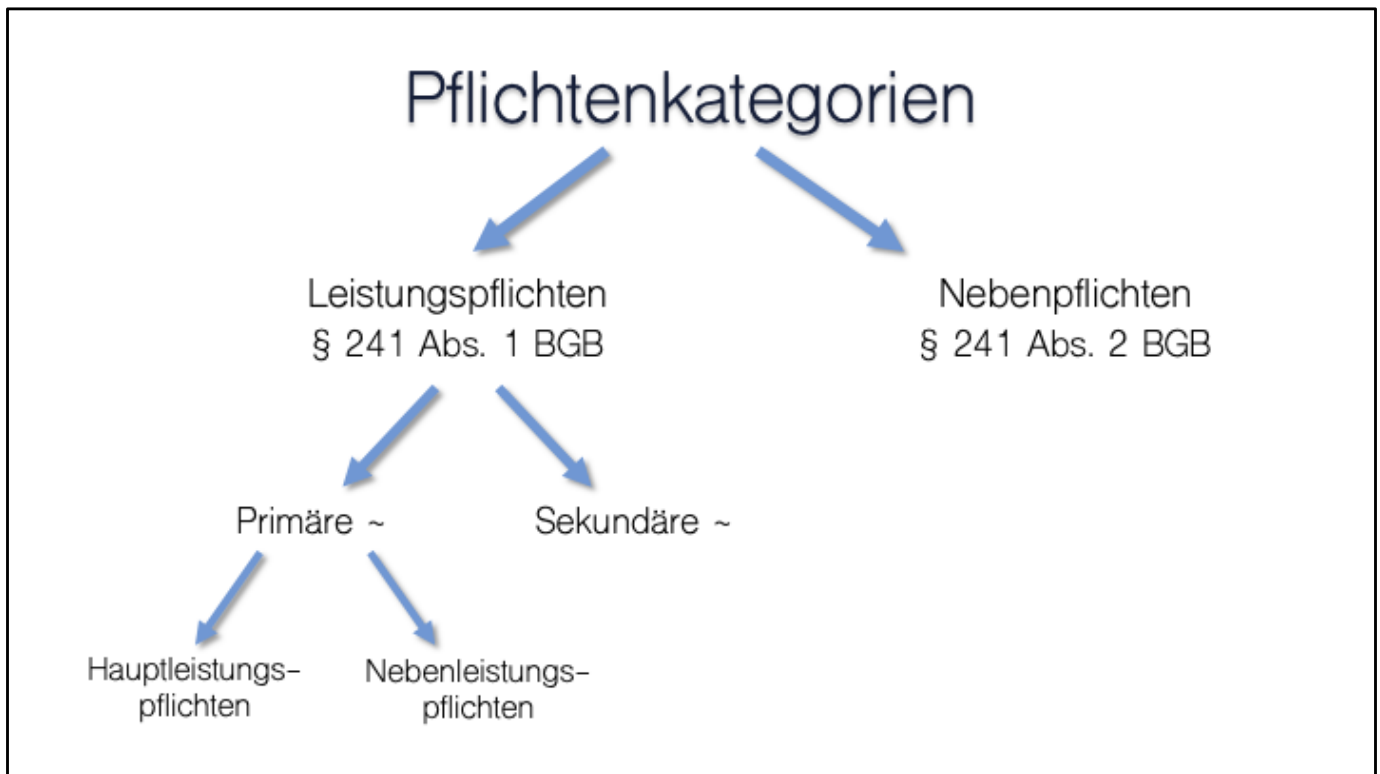 Pflichtenkategorien
Leistungspflichten
§ 241 Abs. 1 BGB
Nebenpflichten
§ 241 Abs. 2 BGB
Primäre ~
Sekundäre ~
Hauptleistungs-
pflichten
Nebenleistungs-
pflichten